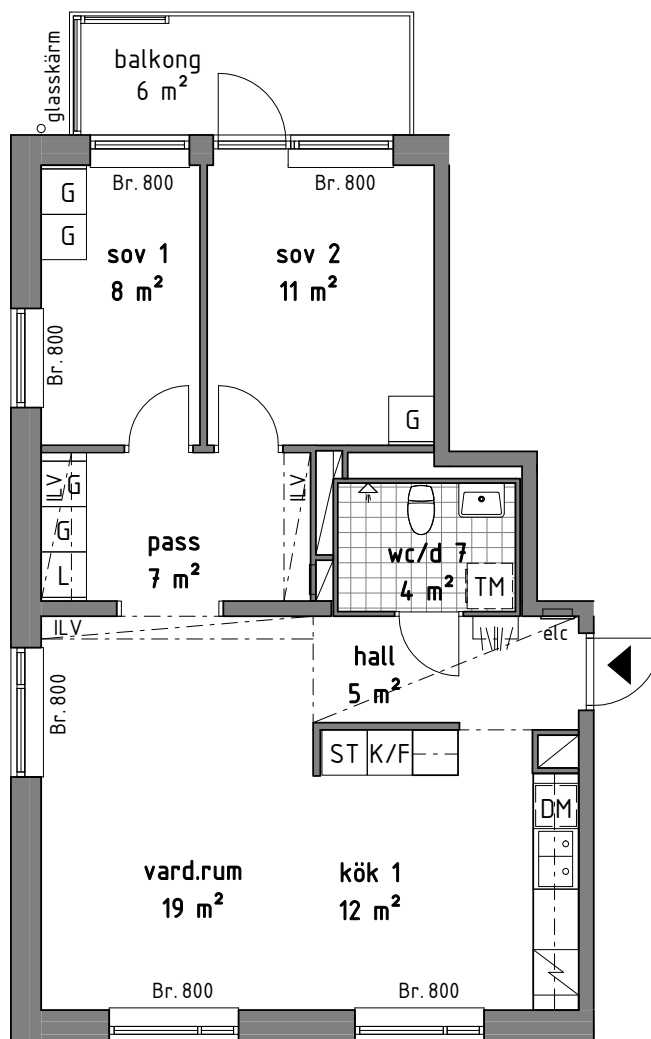 glasskärm
balkong
6 m²
Br. 800
Br. 800
G
G
sov 1
8 m²
sov 2
11 m²
Br. 800
G
ILV
G
G
L
ILV
pass
7 m²
wc/d 7
4 m²
TM
ILV
elc
hall
5 m²
Br. 800
ST
K/F
DM
vard.rum
19 m²
kök 1
12 m²
Br. 800
Br. 800